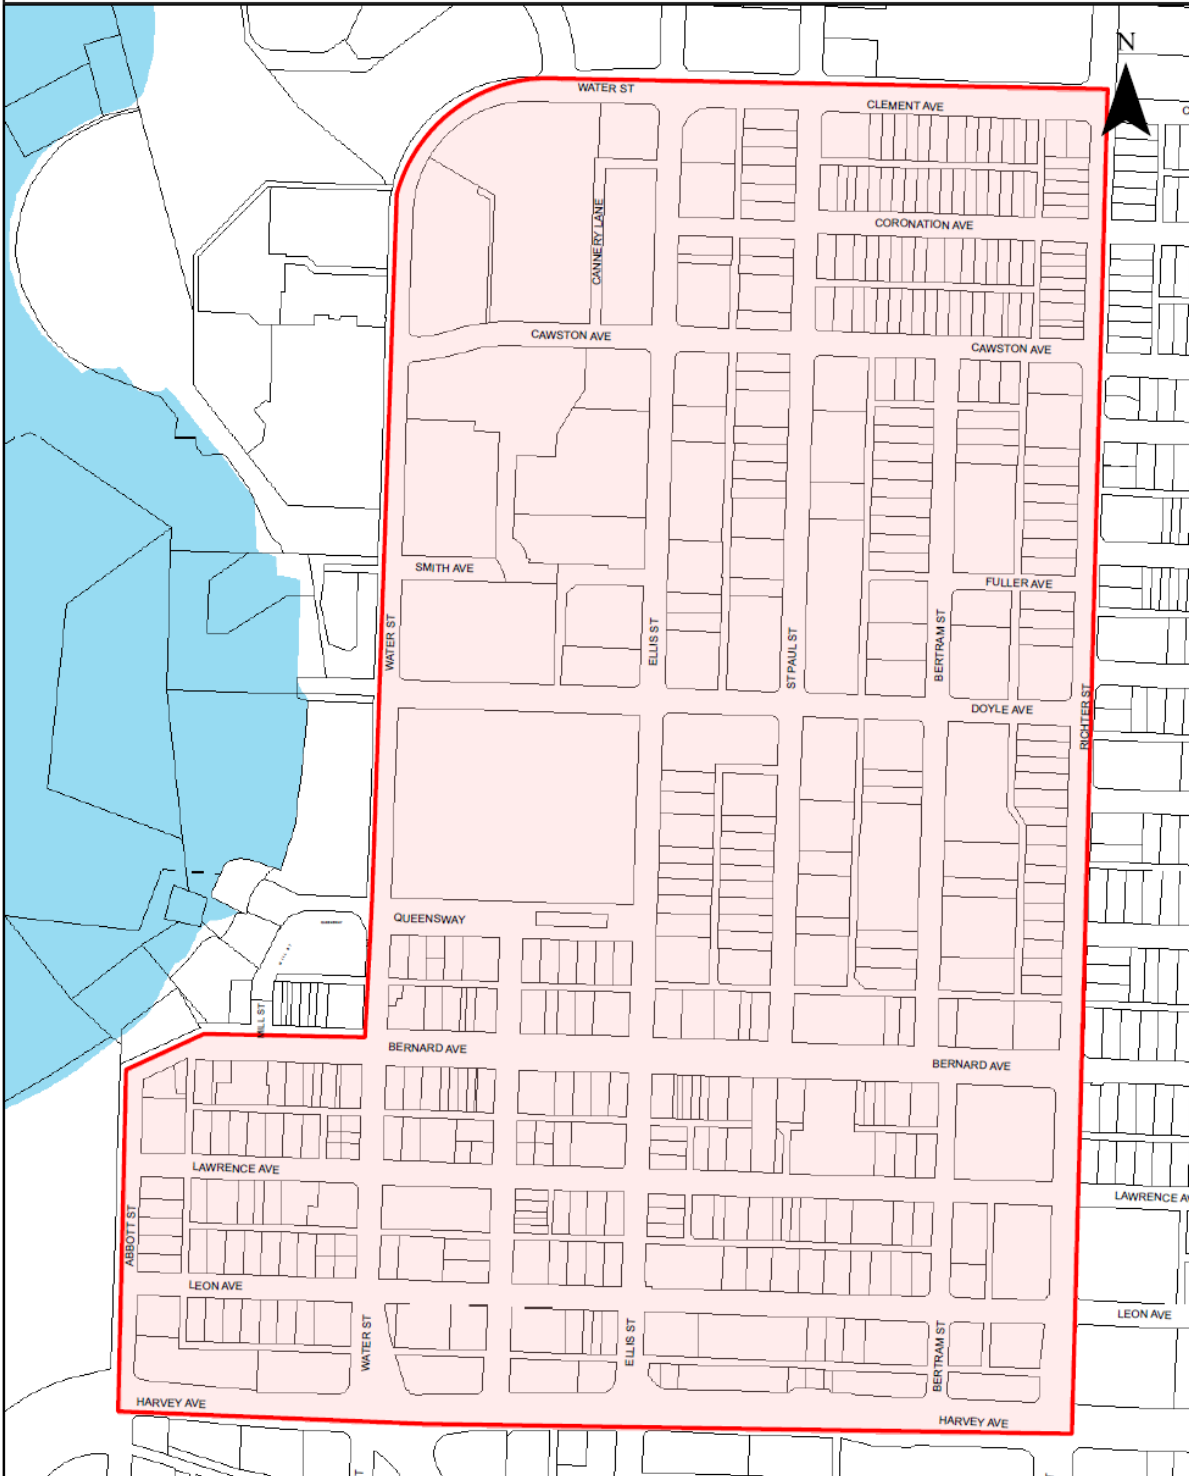 N
WATER ST
CLEMENT AVE
C
CORONATION AVE
CANNERY LANE
CAWSTON AVE
CAWSTON AVE
SMITH AVE
FULLER AVE
WATER ST
ELLIS ST
ST PAUL ST
BERTRAM ST
RICHTER ST
DOYLE AVE
QUEENSWAY
MILL ST
BERNARD AVE
BERNARD AVE
LAWRENCE AVE
LAWRENCE AV
ABBOTT ST
LEON AVE
LEON AVE
WATER ST
ELLIS ST
BERTRAM ST
HARVEY AVE
HARVEY AVE